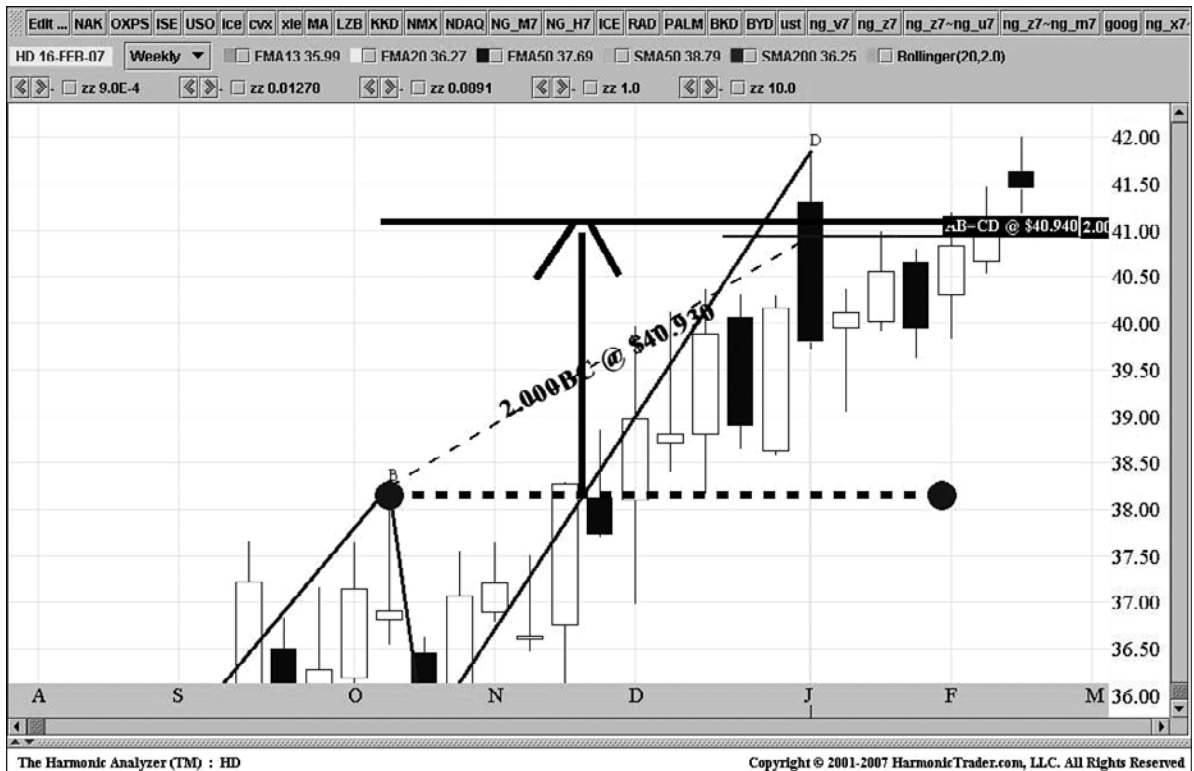 Edit ... NAK OXPS ISE USO ice cvx xle MA LZB KKD NMX NDAQ NG_M7 NG_H7 ICE RAD PALM BKD BYD ust ng_v7 ng_z7 ng_z7~ng_u7 ng_z7~ng_m7 goog ng_x7~
HD 16-FEB-07 Weekly EMA13 35.99 EMA20 36.27 EMA50 37.69 SMA50 38.79 SMA200 36.25 Bollinger(20,2.0)
zz 9.0E-4 zz 0.01270 zz 0.0891 zz 1.0 zz 10.0
D
42.00
41.50
AB=CD @ $40.940 2.00
41.00
40.50
40.00
2.000BC @ $40.930
39.50
39.00
38.50
B
38.00
37.50
37.00
36.50
A S O N D J F M 36.00
The Harmonic Analyzer (TM) : HD Copyright © 2001-2007 HarmonicTrader.com, LLC. All Rights Reserved